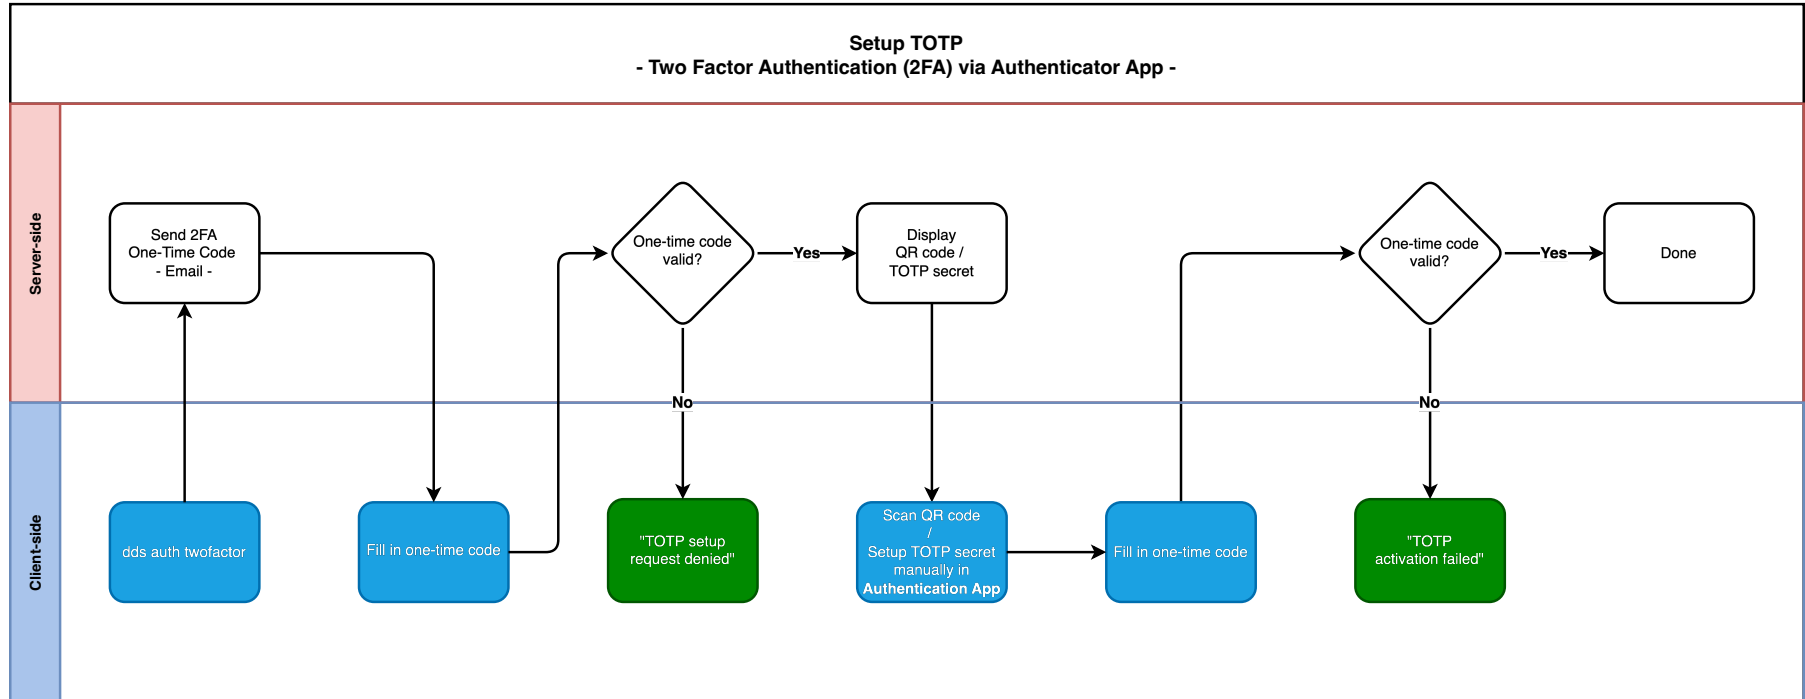 Setup TOTP
- Two Factor Authentication (2FA) via Authenticator App -
Server-side
Send 2FA
One-Time Code
- Email -
One-time code
valid?
Yes
Display
QR code /
TOTP secret
One-time code
valid?
Yes
Done
No
No
Client-side
dds auth twofactor
Fill in one-time code
"TOTP setup
request denied"
Scan QR code
/
Setup TOTP secret
manually in
Authentication App
Fill in one-time code
"TOTP
activation failed"